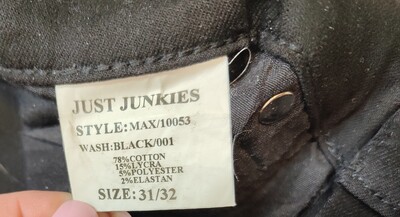 JUST JUNKIES
STYLE:MAX/10053
WASH:BLACK/001
78%COTTON
15%LYCRA
5%POLYESTER
2%ELASTAN
SIZE:31/32